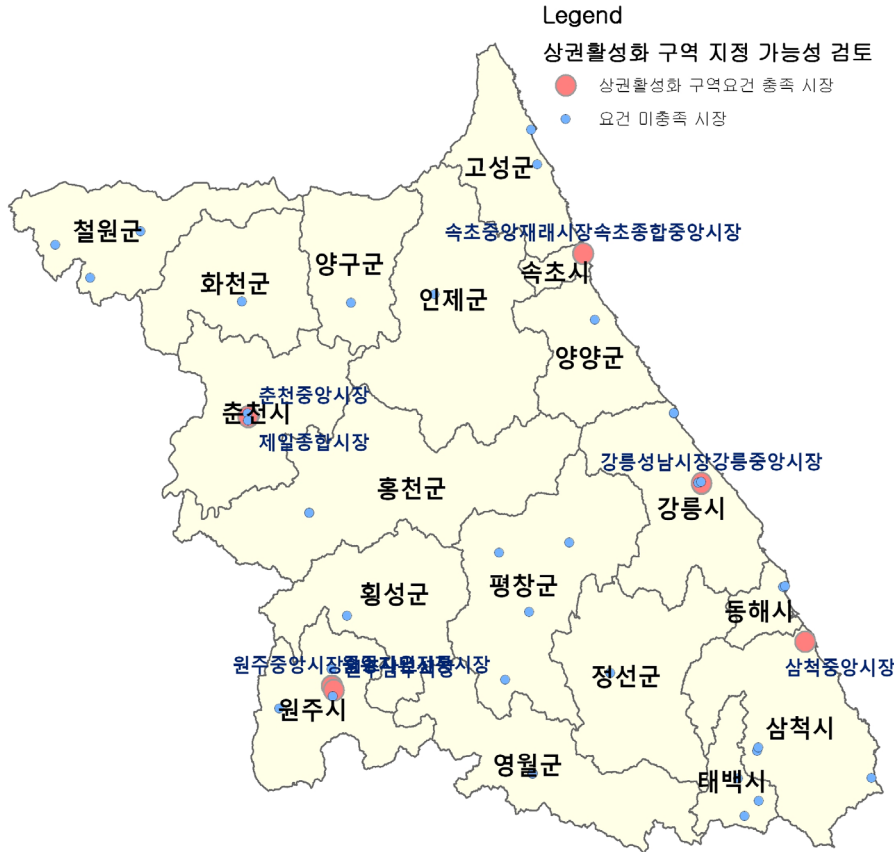 Legend
상권활성화 구역 지정 가능성 검토
상권활성화 구역요건 충족 시장
요건 미충족 시장
고성군
속초중앙재래시장속초종합중앙시장
철원군
양구군
속초시
화천군
인제군
양양군
춘천중앙시장
춘천시
제일종합시장
강릉성남시장강릉중앙시장
홍천군
강릉시
평창군
횡성군
동해시
원주중앙시장
정선군
삼척중앙시장
원주시
삼척시
영월군
태백시